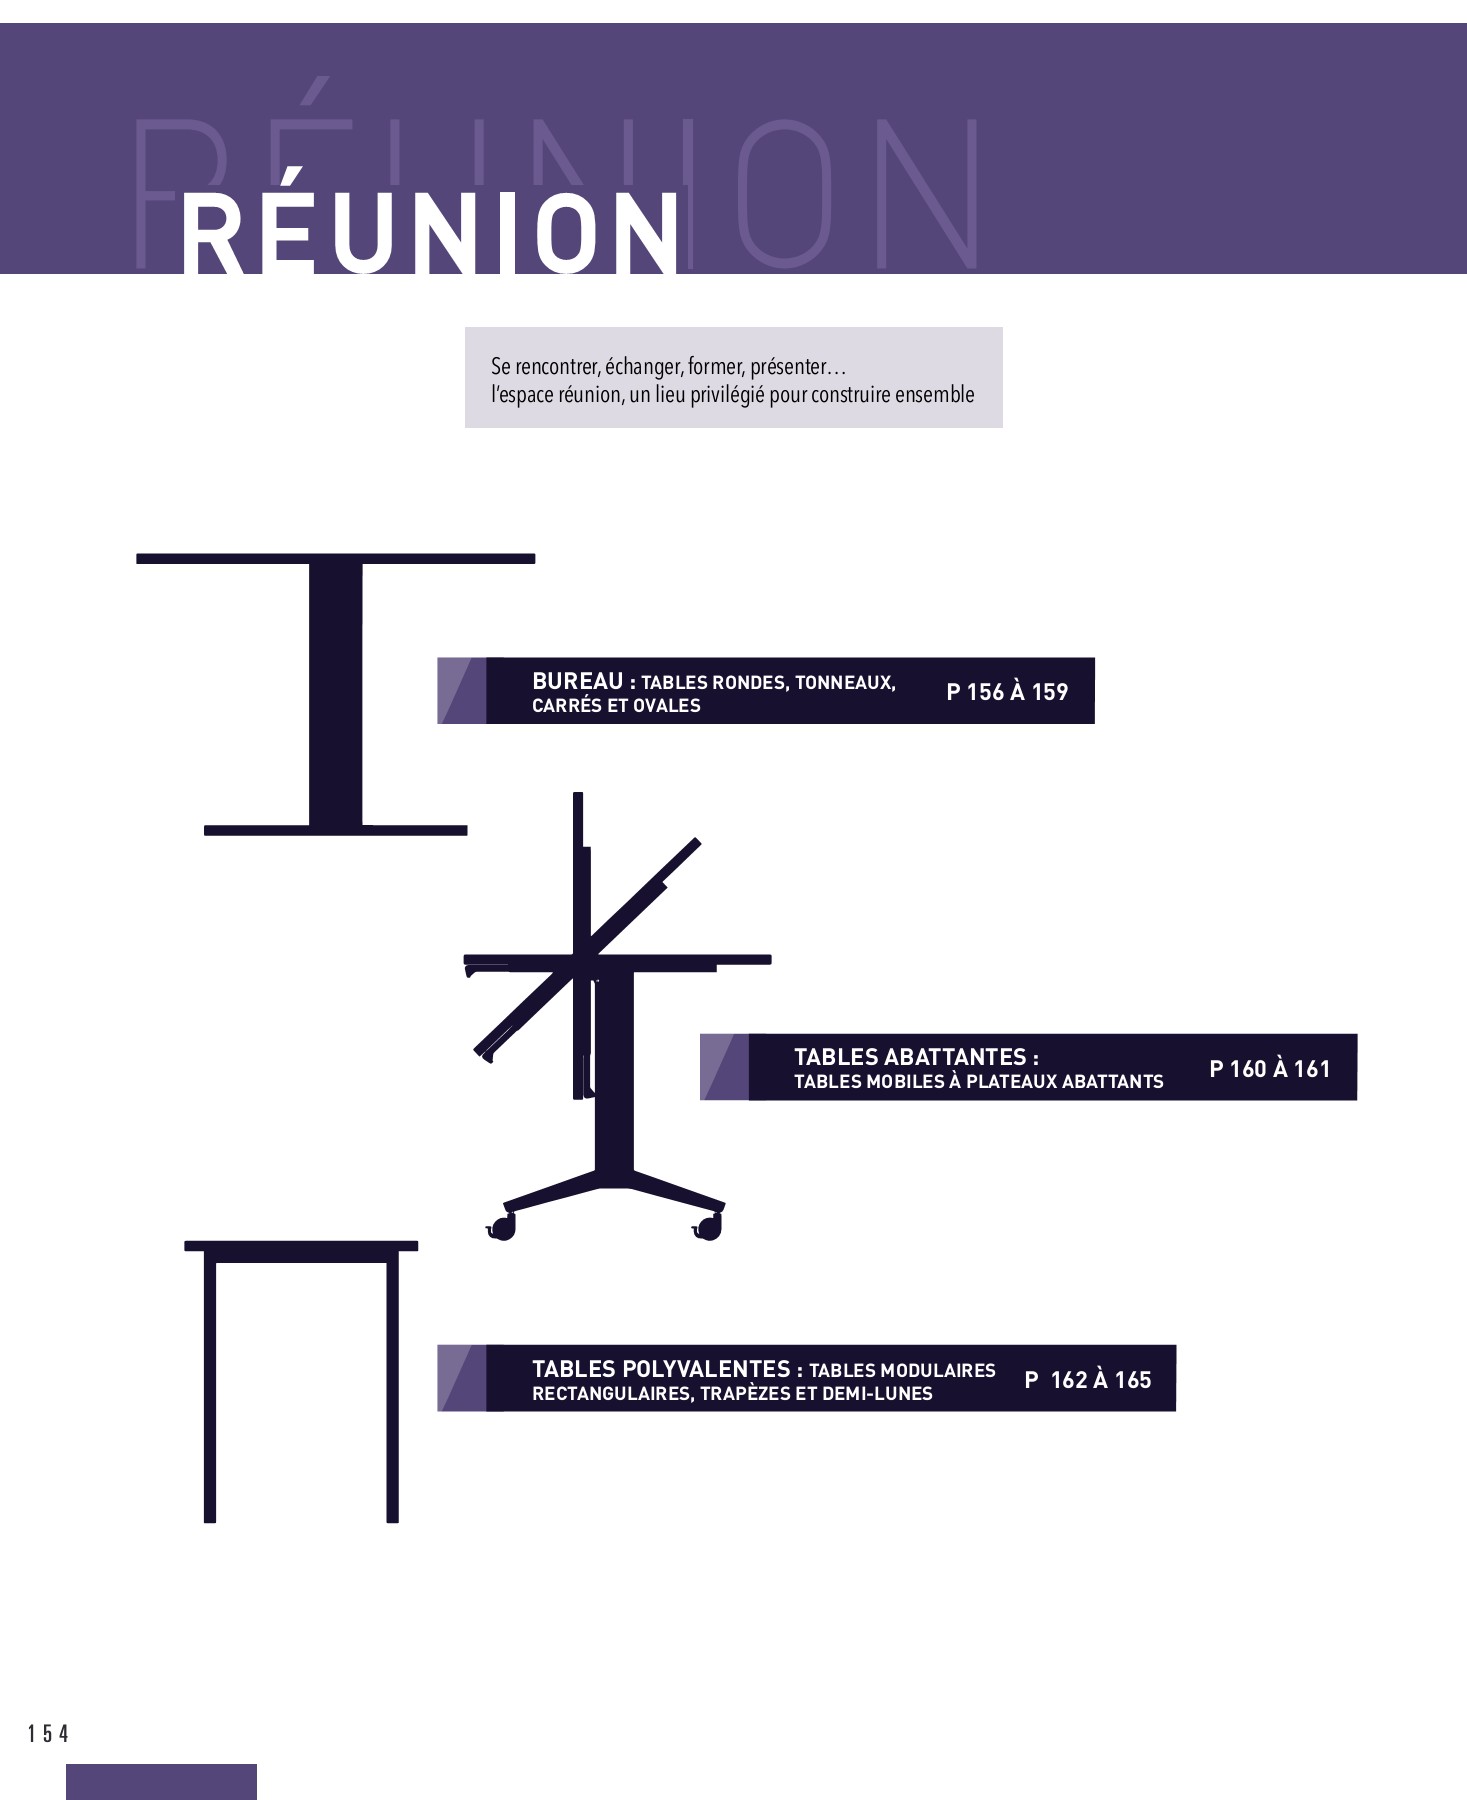 RÉUNION
RÉUNION
Se rencontrer, échanger, former, présenter…
l’espace réunion, un lieu privilégié pour construire ensemble
BUREAU : TABLES RONDES, TONNEAUX,
CARRÉS ET OVALES
P 156 À 159
TABLES ABATTANTES :
TABLES MOBILES À PLATEAUX ABATTANTS
P 160 À 161
TABLES POLYVALENTES : TABLES MODULAIRES
RECTANGULAIRES, TRAPÈZES ET DEMI-LUNES
P 162 À 165
154